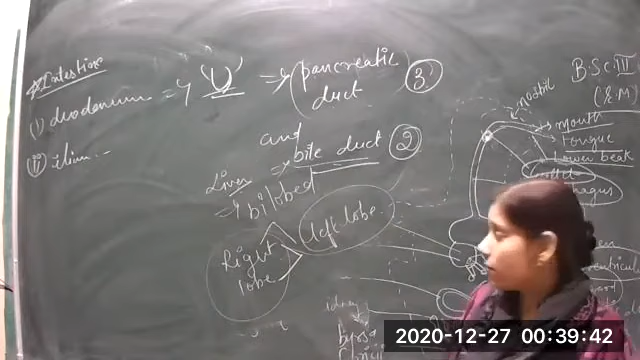 Intestine
(i) duodenum => 'U' => (pancreatic
duct) ③
and
bile duct ②
(ii) ilium --
Liver
=> bilobed
Right
lobe
left lobe
B.Sc. III
nostril
mouth
Tongue
Lower beak
2020-12-27 00:39:42